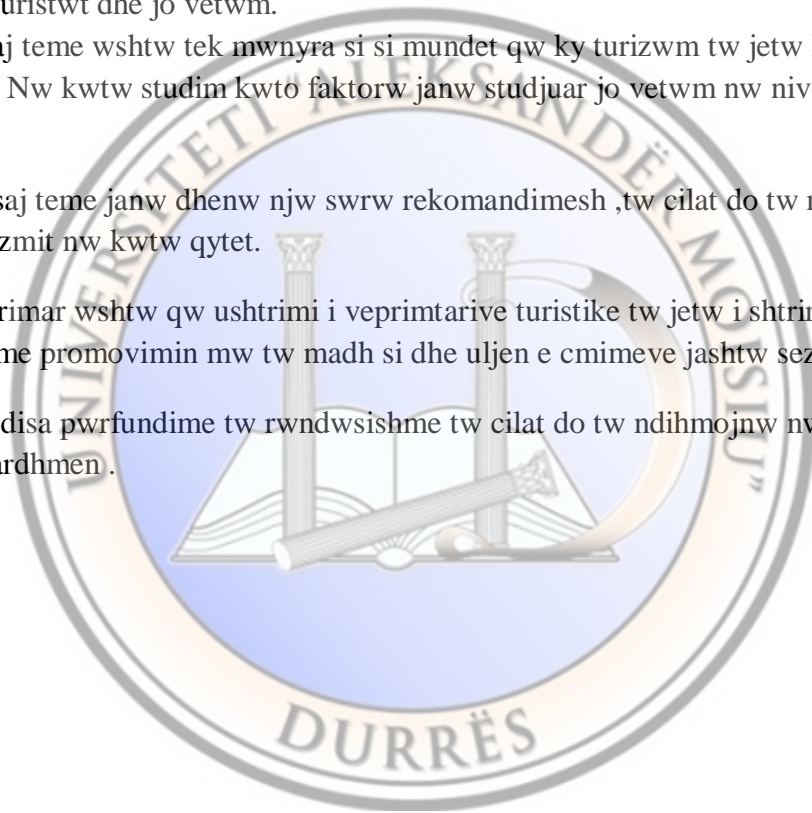 uristwt dhe jo vetwm.
aj teme wshtw tek mwnyra si si mundet qw ky turizwm tw jetw
Nw kwtw studim kwto faktorw janw studjuar jo vetwm nw niv
saj teme janw dhenw njw swrw rekomandimesh ,tw cilat do tw
zmit nw kwtw qytet.
rimar wshtw qw ushtrimi i veprimtarive turistike tw jetw i shtrir
me promovimin mw tw madh si dhe uljen e cmimeve jashtw sez
disa pwrfundime tw rwndwsishme tw cilat do tw ndihmojnw nw
ardhmen .
UNIVERSITETI "ALEKSANDËR MOISIU"
DURRËS